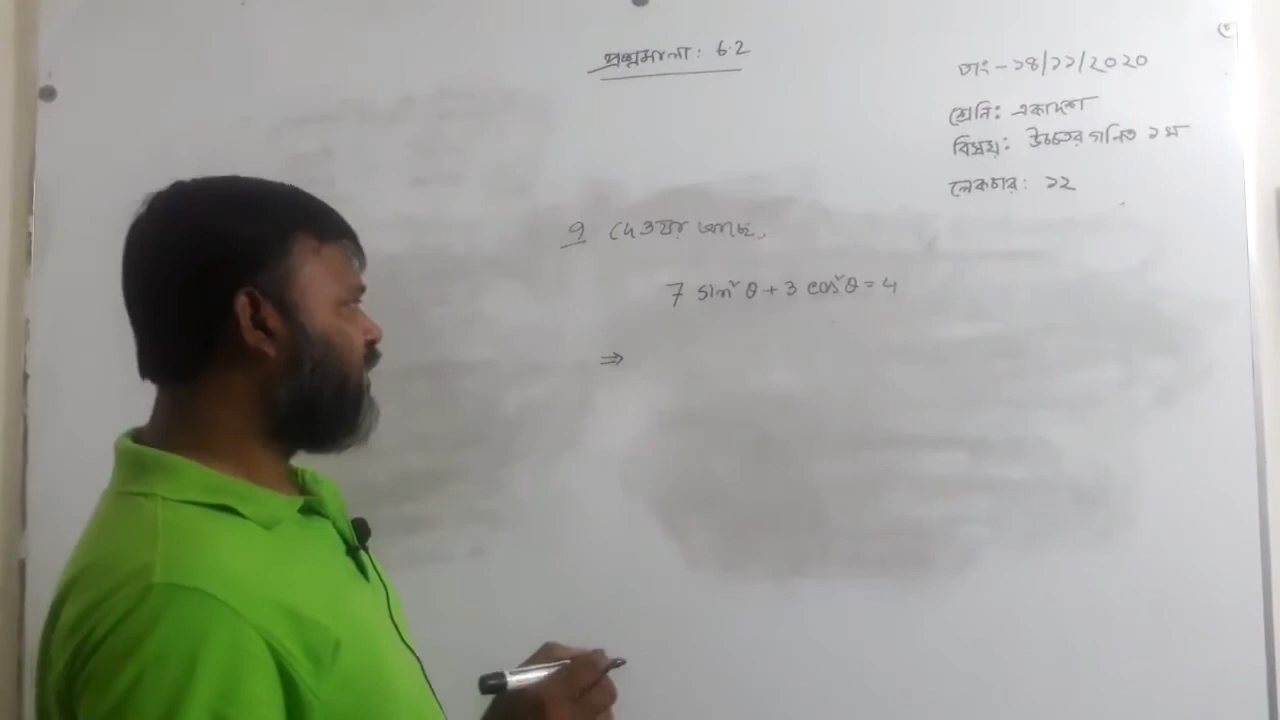 প্রশ্নমালা: 6.2
তাং-১৪/১১/২০২০
শ্রেনি: একাদশ
বিষয়: উচ্চতর গনিত ১ম
লেকচার: ১২
৭ দেওয়া আছে,
7 sin²θ + 3 cos²θ = 4
⇒